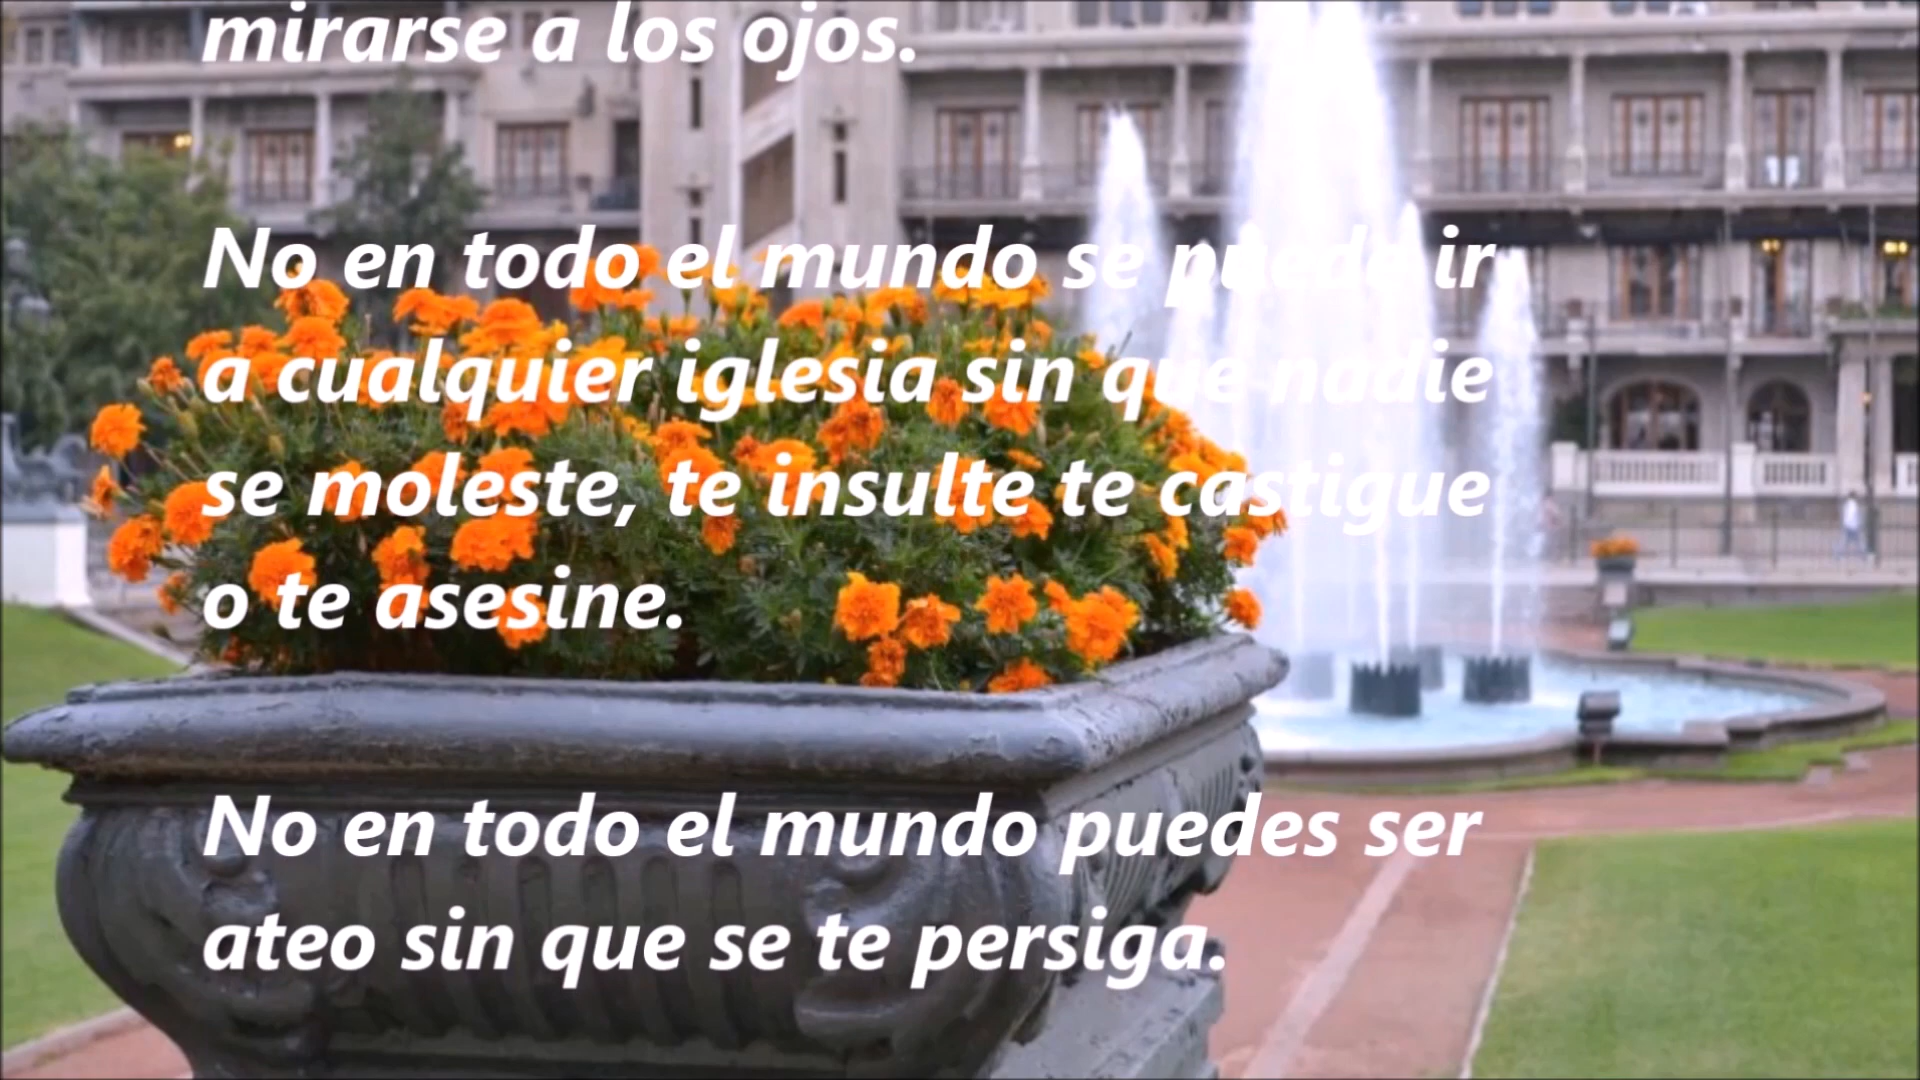 mirarse a los ojos.
No en todo el mundo se puede ir
a cualquier iglesia sin que nadie
se moleste, te insulte te castigue
o te asesine.
No en todo el mundo puedes ser
ateo sin que se te persiga.